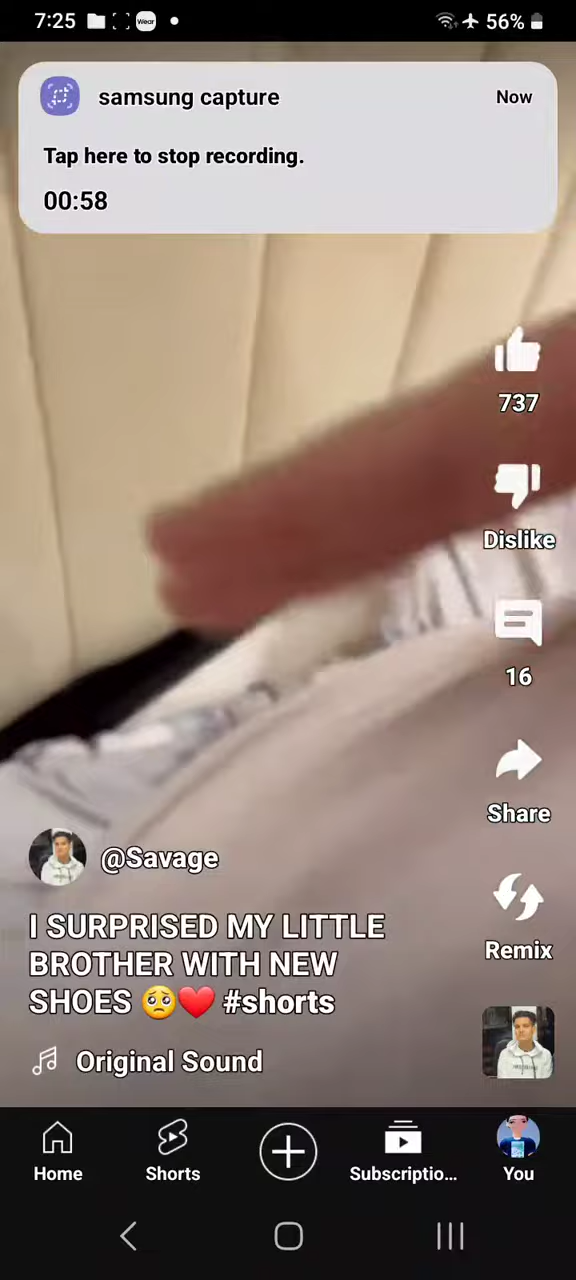 7:25 Wear 56%
samsung capture Now
Tap here to stop recording.
00:58
737
Dislike
16
Share
@Savage
I SURPRISED MY LITTLE
BROTHER WITH NEW
SHOES 🥺❤️ #shorts
Remix
Original Sound
Home Shorts Subscriptio... You